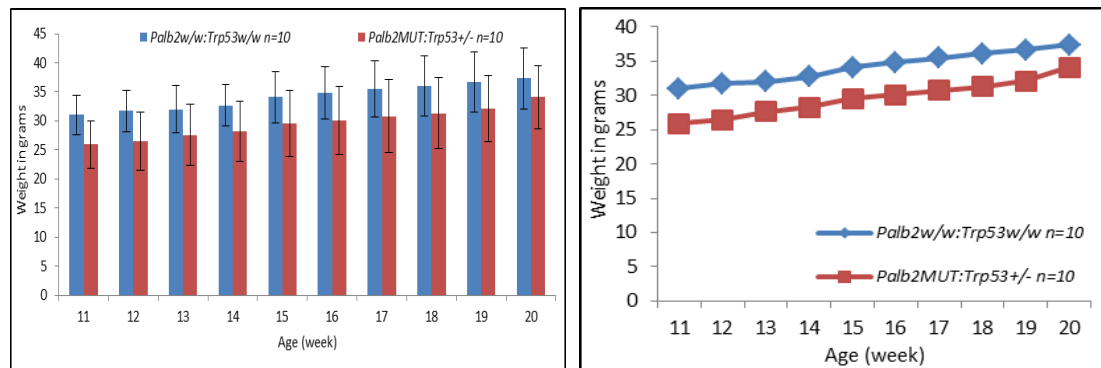 45
40
35
30
25
20
15
10
5
0
Weight in grams
Palb2w/w:Trp53w/w n=10 Palb2MUT:Trp53+/- n=10
11 12 13 14 15 16 17 18 19 20
Age (week)
40
35
30
25
20
15
10
5
0
Weight in grams
Palb2w/w:Trp53w/w n=10
Palb2MUT:Trp53+/- n=10
11 12 13 14 15 16 17 18 19 20
Age (week)